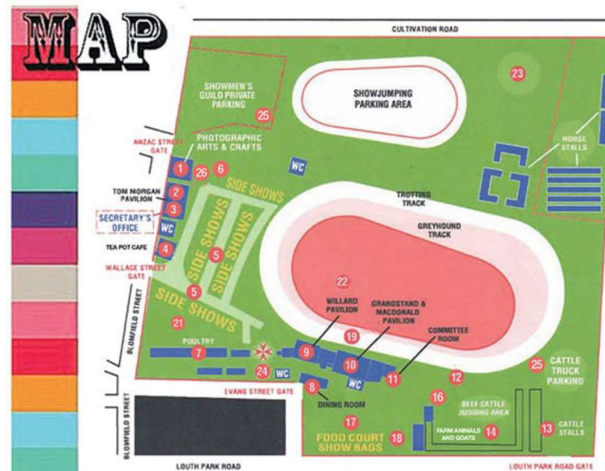 MAP
CULTIVATION ROAD
SHOWMEN'S
GUILD PRIVATE
PARKING
25
SHOWJUMPING
PARKING AREA
23
ANZAC STREET
GATE
PHOTOGRAPHIC
ARTS & CRAFTS
HORSE
STALLS
1
26
6
WC
SIDE SHOWS
TOM MORGAN
PAVILION
2
SECRETARY'S
OFFICE
3
WC
TEA POT CAFE
4
WALLACE STREET
GATE
SIDE SHOWS
SIDE SHOWS
5
5
SIDE SHOWS
TROTTING
TRACK
GREYHOUND
TRACK
22
WILLARD
PAVILION
GRANDSTAND &
MACDONALD
PAVILION
COMMITTEE
ROOM
19
21
BLOMFIELD STREET
POULTRY
7
24
WC
9
10
WC
11
12
25
CATTLE
TRUCK
PARKING
EVANS STREET GATE
8
DINING ROOM
BLOMFIELD STREET
16
BEEF CATTLE
JUDGING AREA
FARM ANIMALS
AND GOATS
14
13
CATTLE
STALLS
17
FOOD COURT
SHOW BAGS
18
LOUTH PARK ROAD
LOUTH PARK ROAD GATE